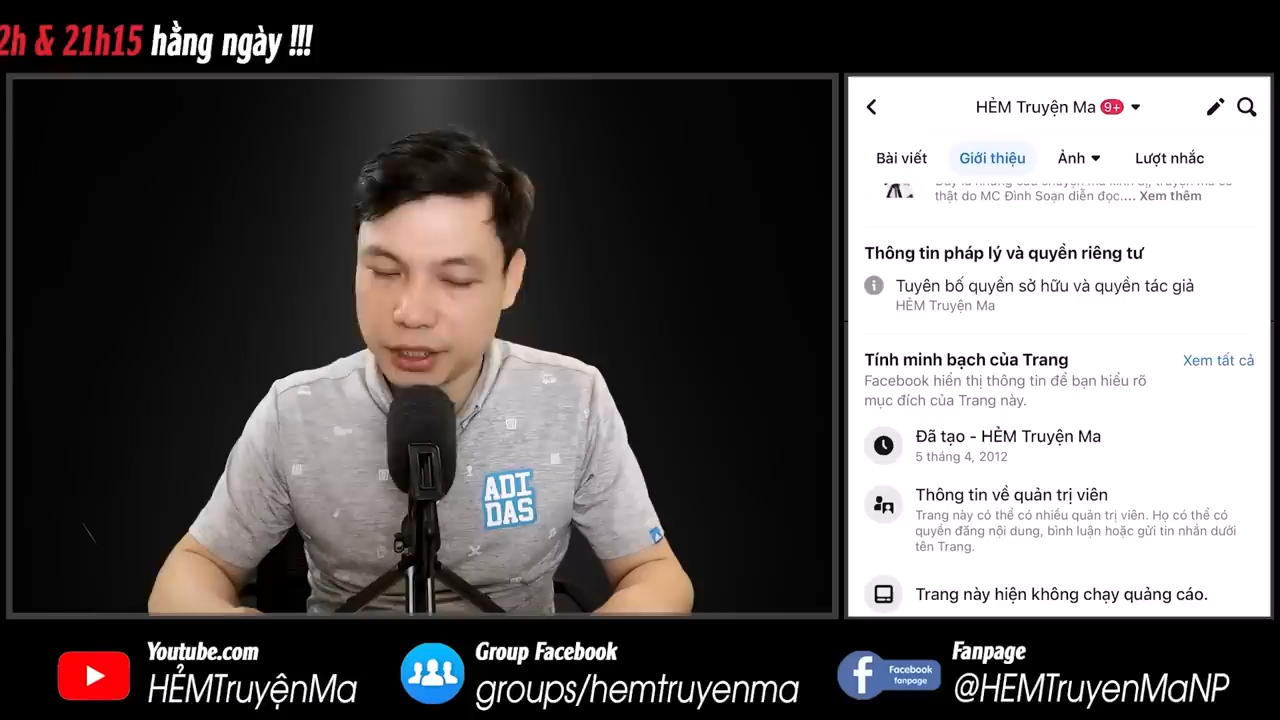 2h & 21h15 hằng ngày !!!
HẺM Truyện Ma 9+
Bài viết Giới thiệu Ảnh Lượt nhắc
thật do MC Đình Soạn diễn đọc.... Xem thêm
Thông tin pháp lý và quyền riêng tư
Tuyên bố quyền sở hữu và quyền tác giả
HẺM Truyện Ma
Tính minh bạch của Trang Xem tất cả
Facebook hiển thị thông tin để bạn hiểu rõ
mục đích của Trang này.
Đã tạo - HẺM Truyện Ma
5 tháng 4, 2012
Thông tin về quản trị viên
Trang này có thể có nhiều quản trị viên. Họ có thể có
quyền đăng nội dung, bình luận hoặc gửi tin nhắn dưới
tên Trang.
Trang này hiện không chạy quảng cáo.
ADI
DAS
Youtube.com
HẺMTruyệnMa
Group Facebook
groups/hemtruyenma
Facebook
fanpage
Fanpage
@HEMTruyenMaNP